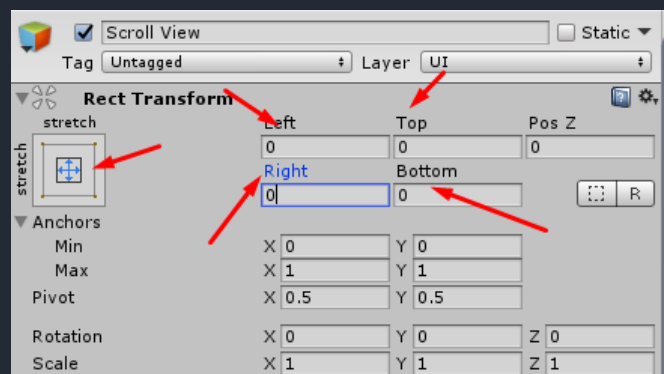 Scroll View Static
Tag Untagged Layer UI
Rect Transform
stretch Left Top Pos Z
stretch 0 0 0
Right Bottom
0 0 R
Anchors
Min X 0 Y 0
Max X 1 Y 1
Pivot X 0.5 Y 0.5
Rotation X 0 Y 0 Z 0
Scale X 1 Y 1 Z 1